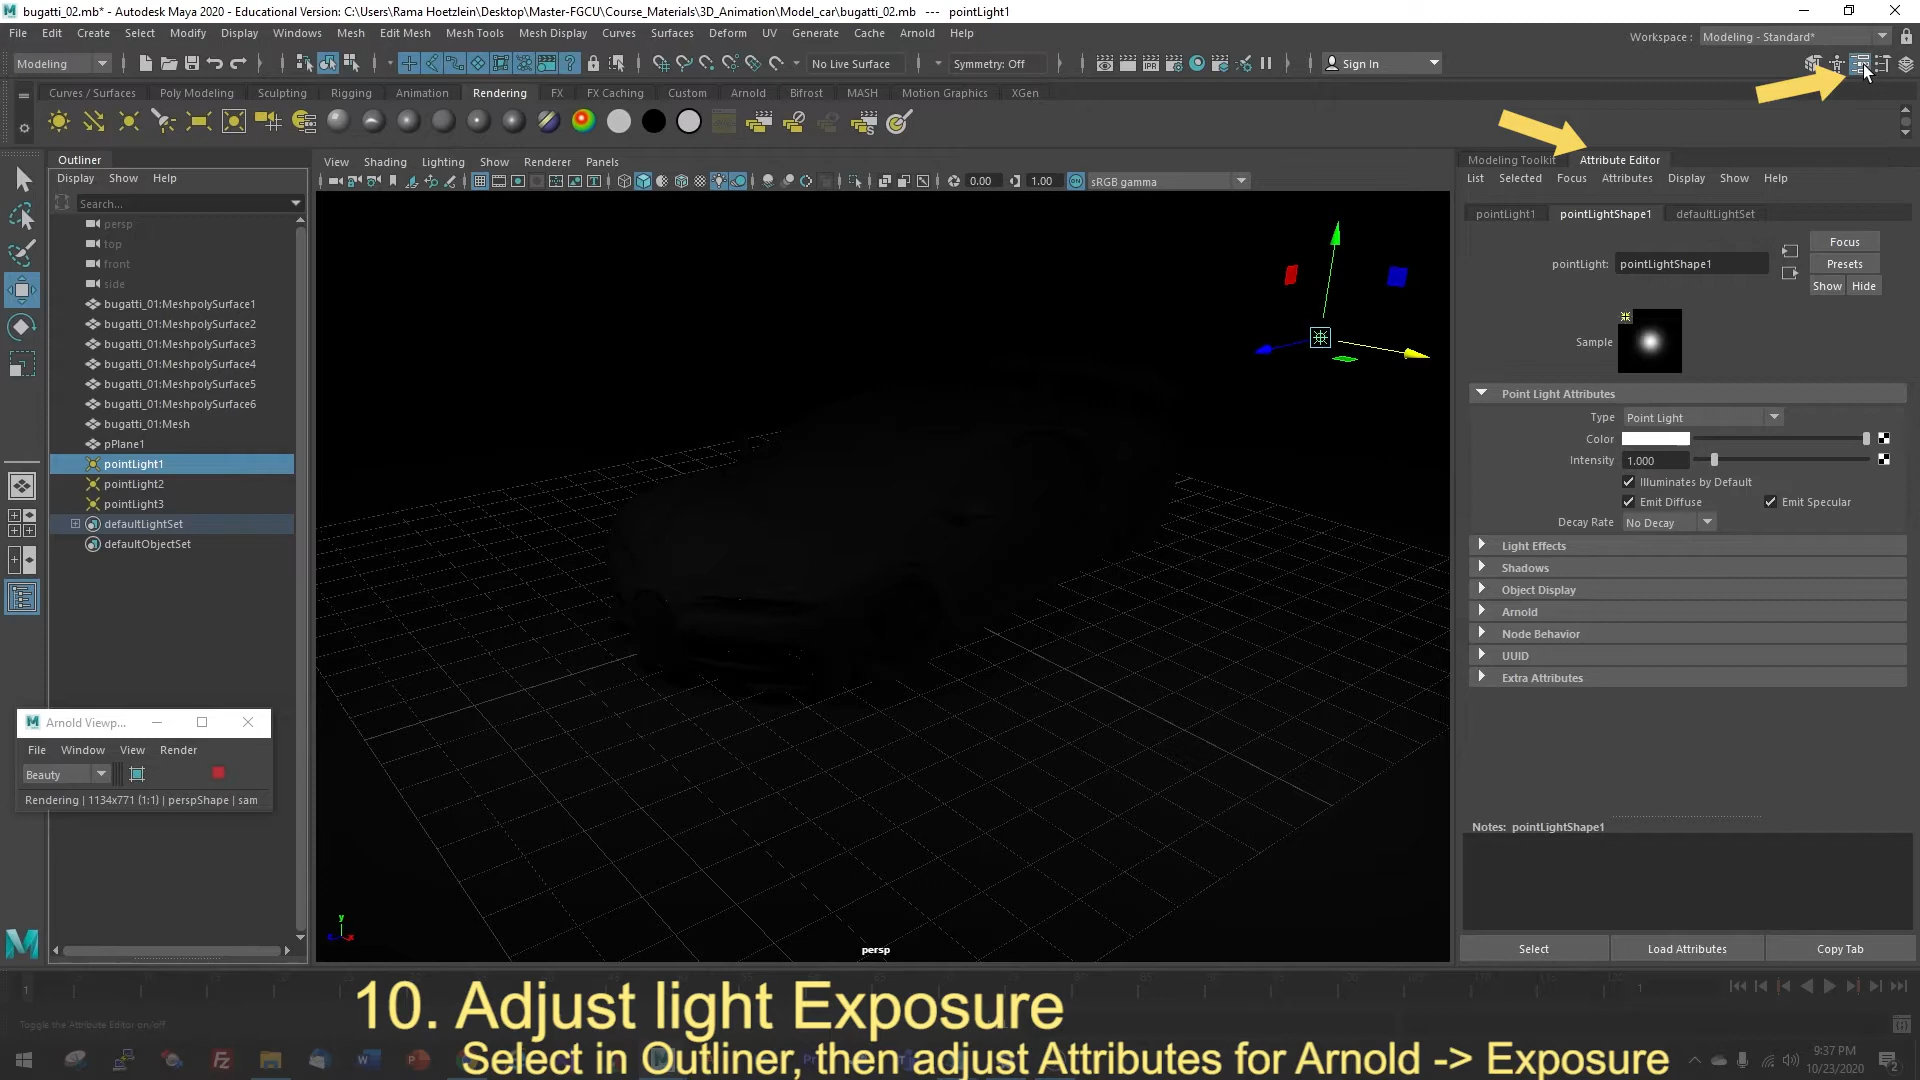 bugatti_02.mb* - Autodesk Maya 2020 - Educational Version: C:\Users\Rama Hoetzlein\Desktop\Master-FGCU\Course_Materials\3D_Animation\Model_car\bugatti_02.mb --- pointLight1
File Edit Create Select Modify Display Windows Mesh Edit Mesh Mesh Tools Mesh Display Curves Surfaces Deform UV Generate Cache Arnold Help
Workspace : Modeling - Standard*
Modeling No Live Surface Symmetry: Off Sign In
Curves / Surfaces Poly Modeling Sculpting Rigging Animation Rendering FX FX Caching Custom Arnold Bifrost MASH Motion Graphics XGen
IPR
Outliner
Display Show Help
Search...
persp
top
front
side
bugatti_01:MeshpolySurface1
bugatti_01:MeshpolySurface2
bugatti_01:MeshpolySurface3
bugatti_01:MeshpolySurface4
bugatti_01:MeshpolySurface5
bugatti_01:MeshpolySurface6
bugatti_01:Mesh
pPlane1
pointLight1
pointLight2
pointLight3
defaultLightSet
defaultObjectSet
Arnold Viewp...
File Window View Render
Beauty
Rendering | 1134x771 (1:1) | perspShape | sam
View Shading Lighting Show Renderer Panels
0.00 1.00 sRGB gamma
y
x
persp
Modeling Toolkit Attribute Editor
List Selected Focus Attributes Display Show Help
pointLight1 pointLightShape1 defaultLightSet
Focus
pointLight: pointLightShape1 Presets
Show Hide
Sample
Point Light Attributes
Type Point Light
Color
Intensity 1.000
Illuminates by Default
Emit Diffuse Emit Specular
Decay Rate No Decay
Light Effects
Shadows
Object Display
Arnold
Node Behavior
UUID
Extra Attributes
Notes: pointLightShape1
Select Load Attributes Copy Tab
1
120
1
10. Adjust light Exposure
Toggle the Attribute Editor on/off
Select in Outliner, then adjust Attributes for Arnold -> Exposure
9:37 PM
10/23/2020